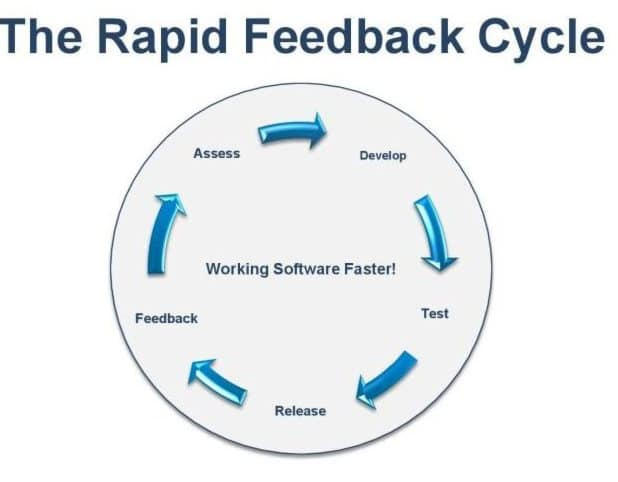 The Rapid Feedback Cycle
Assess
Develop
Working Software Faster!
Feedback
Test
Release